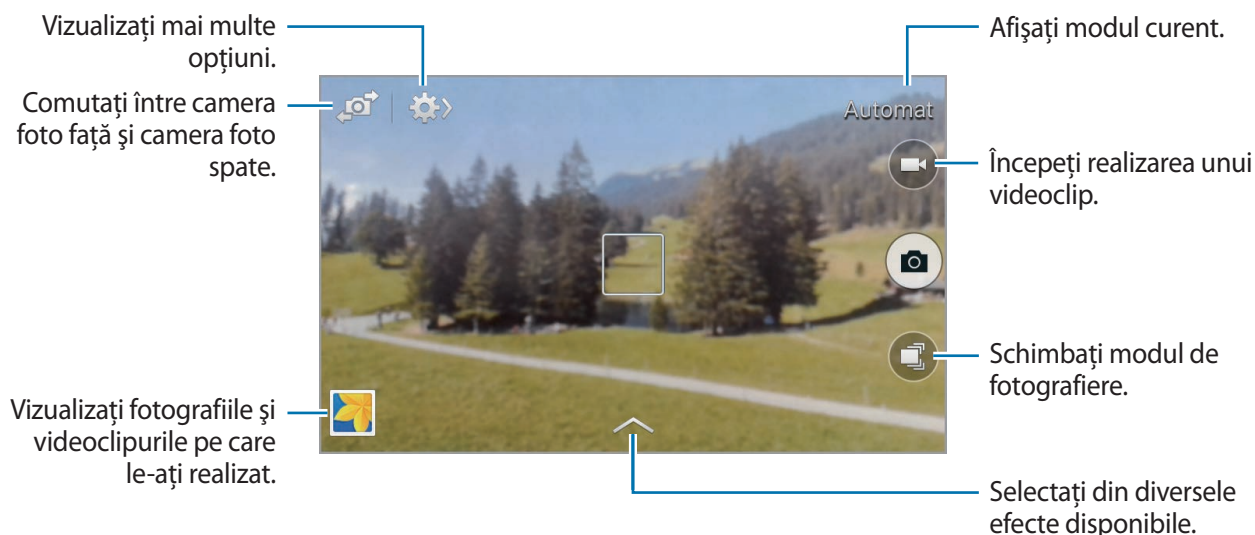 Vizualizaţi mai multe
opţiuni.
Comutaţi între camera
foto faţă şi camera foto
spate.
Vizualizaţi fotografiile şi
videoclipurile pe care
le-aţi realizat.
Afişaţi modul curent.
Automat
Începeţi realizarea unui
videoclip.
Schimbaţi modul de
fotografiere.
Selectaţi din diversele
efecte disponibile.